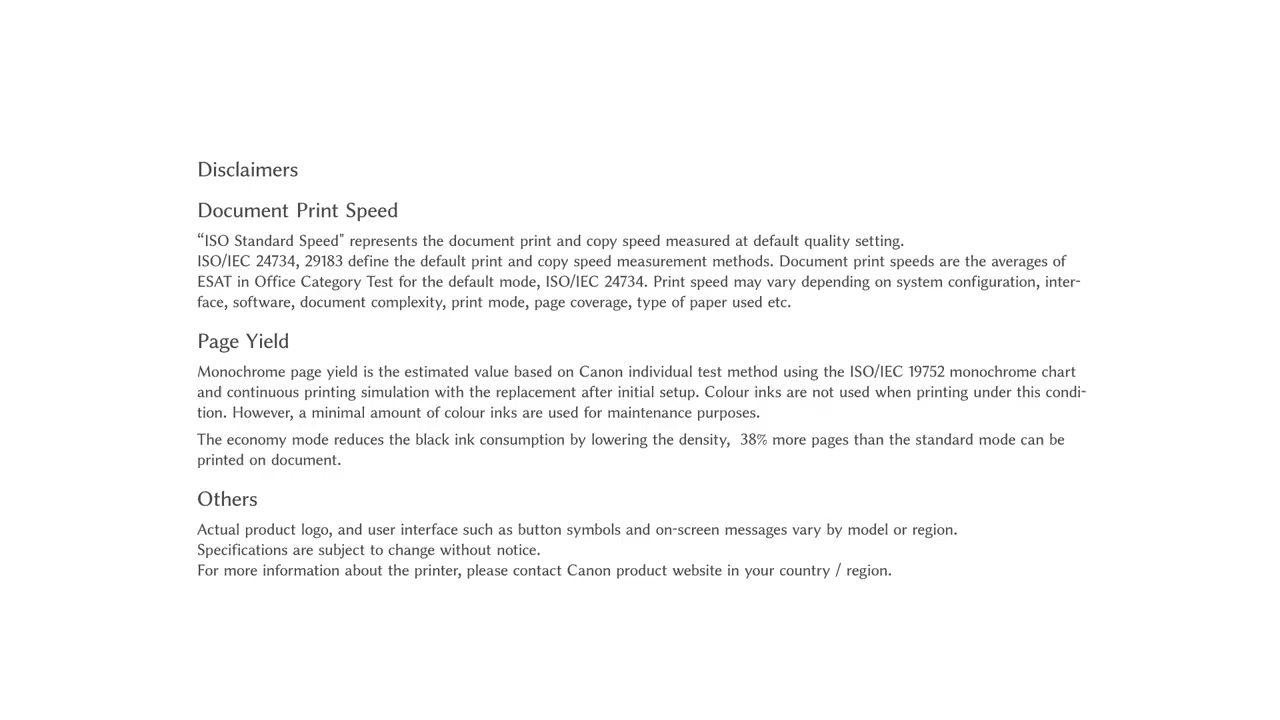 Disclaimers
Document Print Speed
“ISO Standard Speed" represents the document print and copy speed measured at default quality setting.
ISO/IEC 24734, 29183 define the default print and copy speed measurement methods. Document print speeds are the averages of
ESAT in Office Category Test for the default mode, ISO/IEC 24734. Print speed may vary depending on system configuration, inter-
face, software, document complexity, print mode, page coverage, type of paper used etc.
Page Yield
Monochrome page yield is the estimated value based on Canon individual test method using the ISO/IEC 19752 monochrome chart
and continuous printing simulation with the replacement after initial setup. Colour inks are not used when printing under this condi-
tion. However, a minimal amount of colour inks are used for maintenance purposes.
The economy mode reduces the black ink consumption by lowering the density,  38% more pages than the standard mode can be
printed on document.
Others
Actual product logo, and user interface such as button symbols and on-screen messages vary by model or region.
Specifications are subject to change without notice.
For more information about the printer, please contact Canon product website in your country / region.